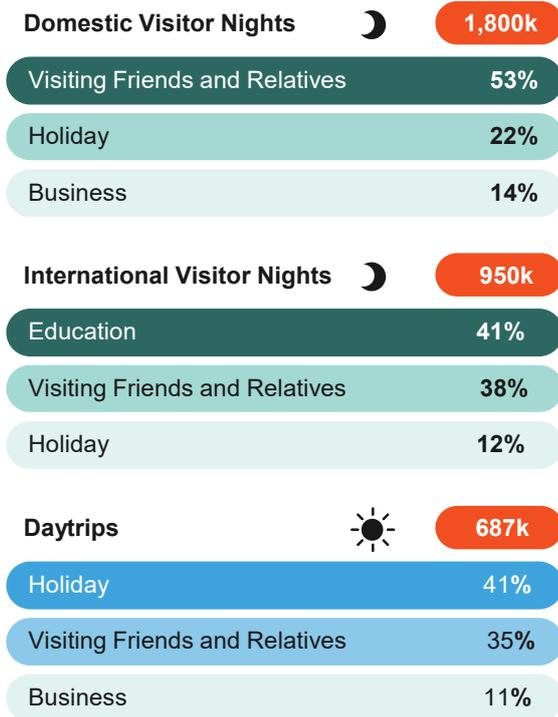 Domestic Visitor Nights 1,800k
Visiting Friends and Relatives 53%
Holiday 22%
Business 14%
International Visitor Nights 950k
Education 41%
Visiting Friends and Relatives 38%
Holiday 12%
Daytrips 687k
Holiday 41%
Visiting Friends and Relatives 35%
Business 11%